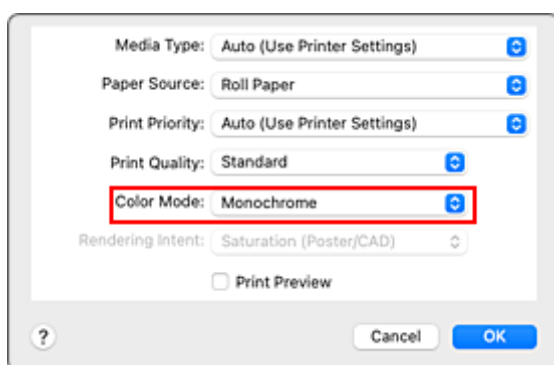 Media Type: Auto (Use Printer Settings)
Paper Source: Roll Paper
Print Priority: Auto (Use Printer Settings)
Print Quality: Standard
Color Mode: Monochrome
Rendering Intent: Saturation (Poster/CAD)
Print Preview
? Cancel OK